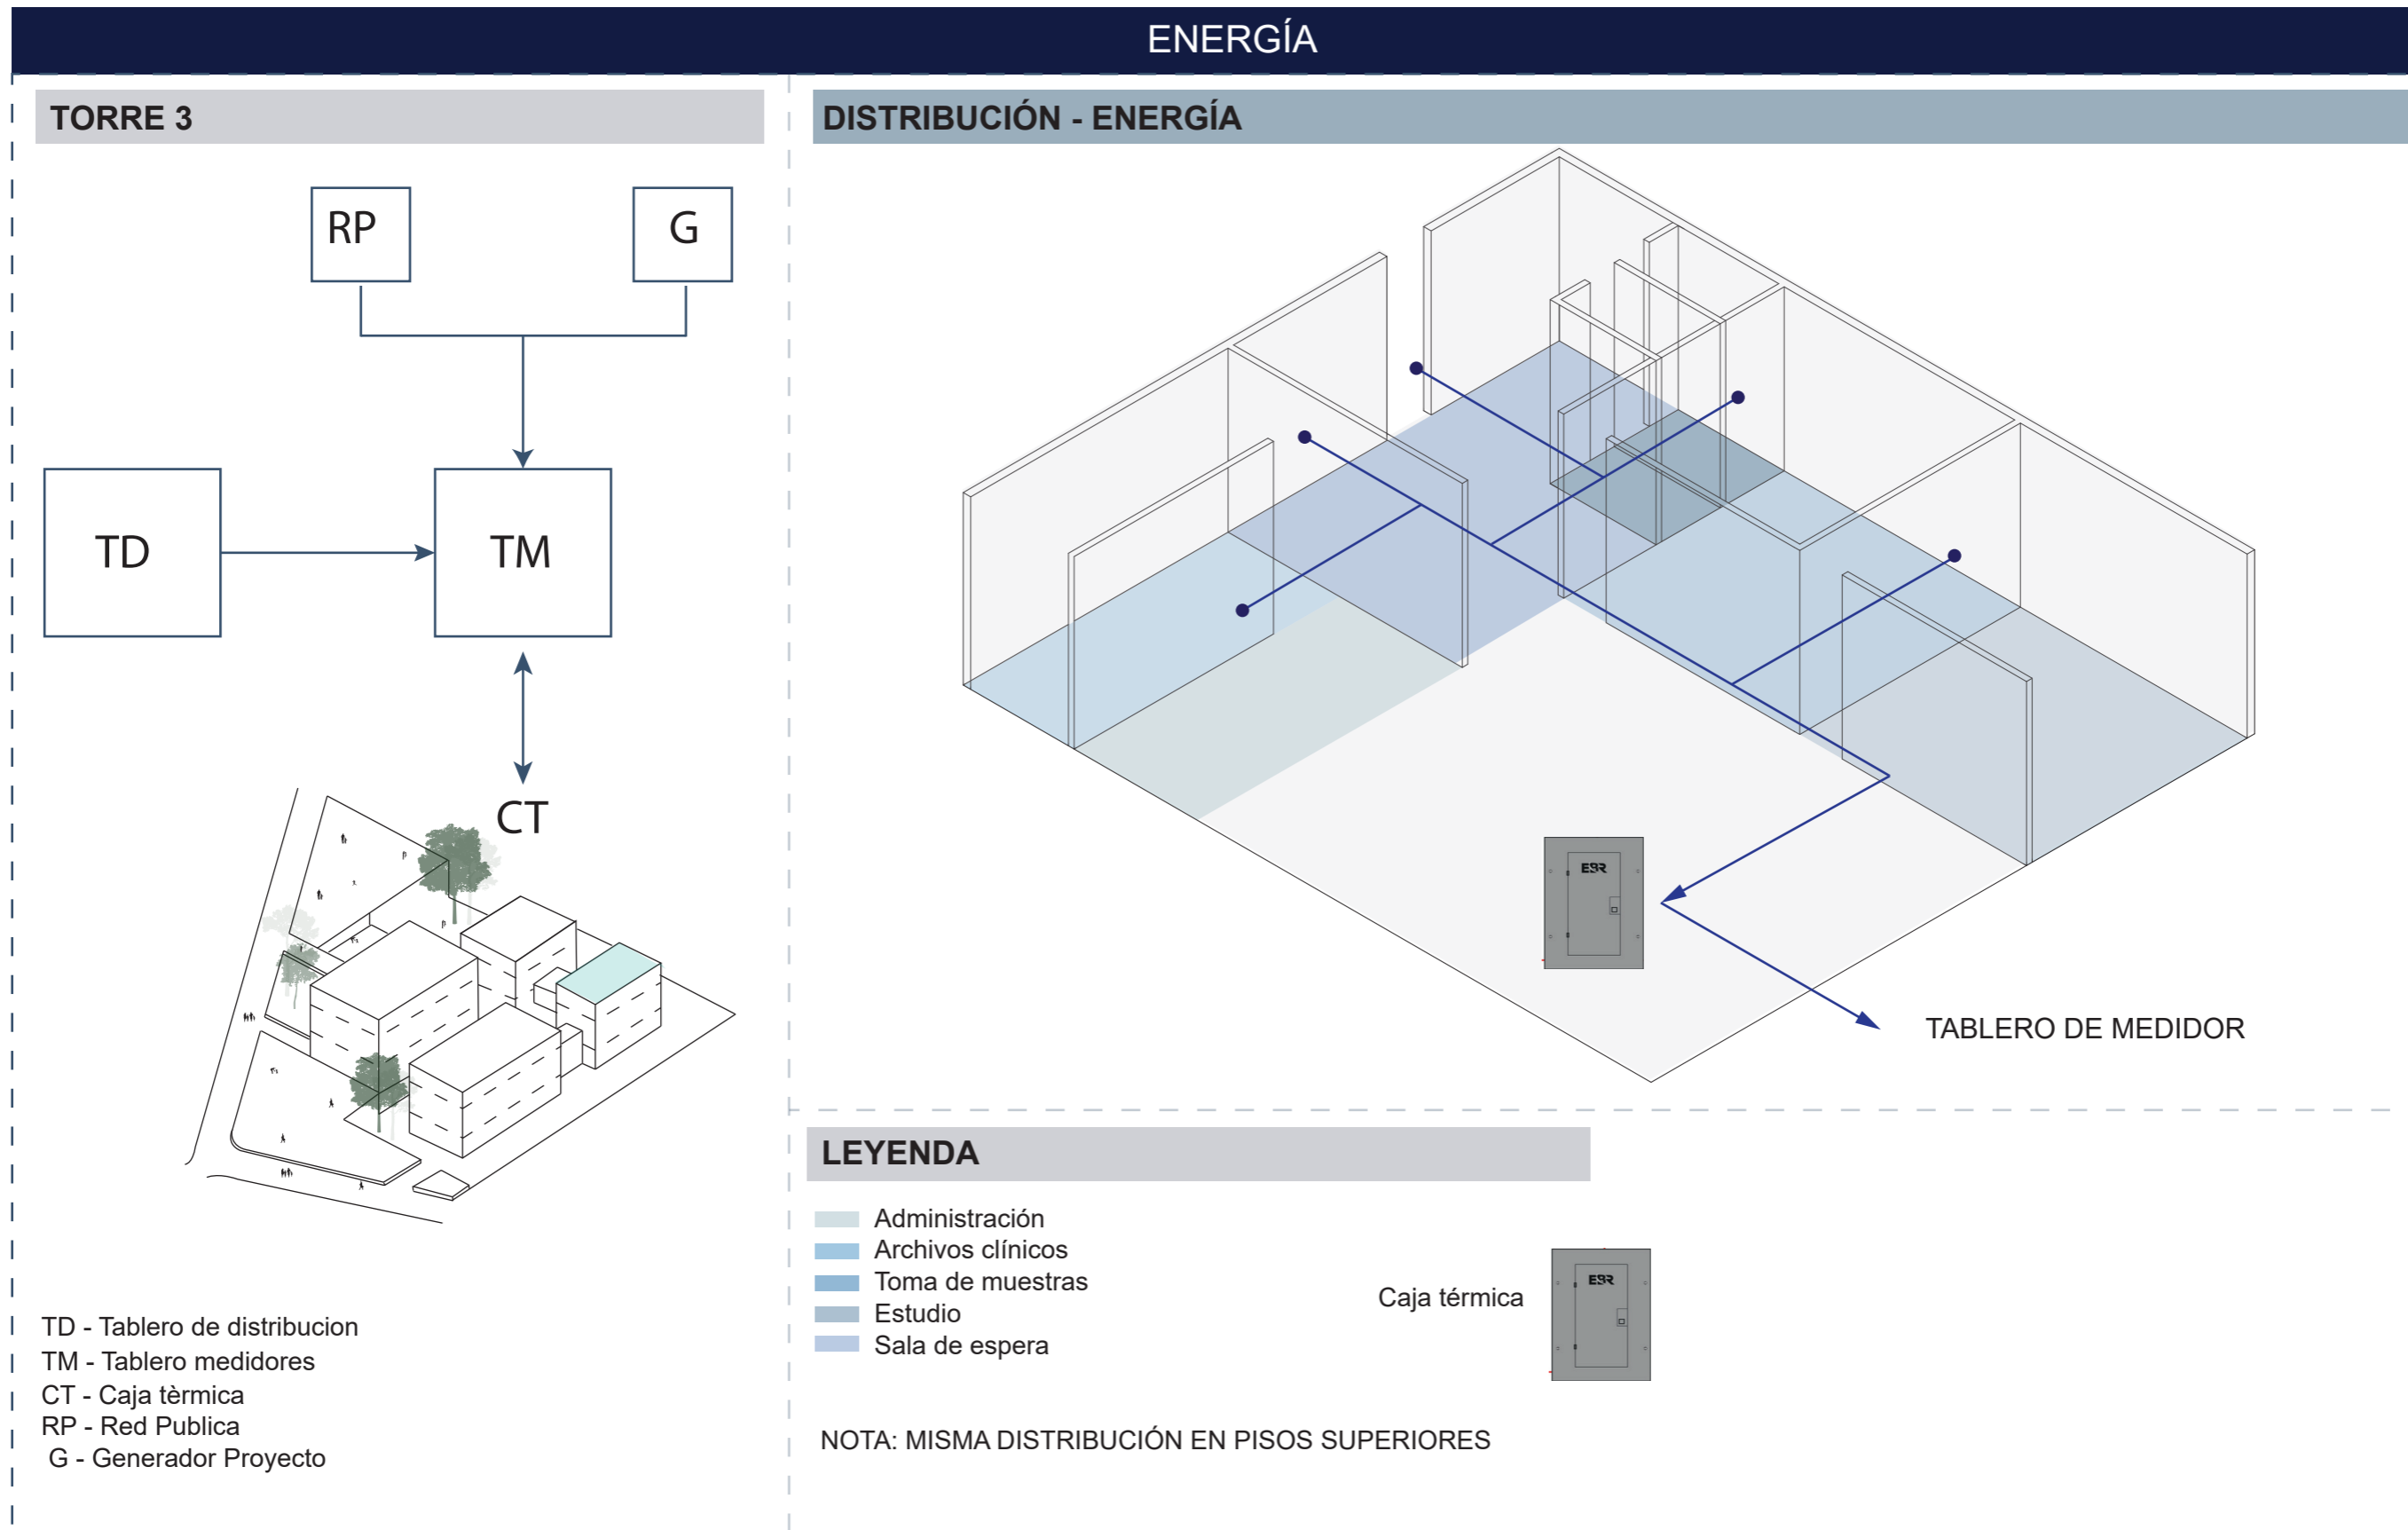 ENERGÍA
TORRE 3
RP
G
TD
TM
CT
TD - Tablero de distribucion
TM - Tablero medidores
CT - Caja tèrmica
RP - Red Publica
G - Generador Proyecto
DISTRIBUCIÓN - ENERGÍA
EBR
TABLERO DE MEDIDOR
LEYENDA
Administración
Archivos clínicos
Toma de muestras
Estudio
Sala de espera
Caja térmica
EBR
NOTA: MISMA DISTRIBUCIÓN EN PISOS SUPERIORES